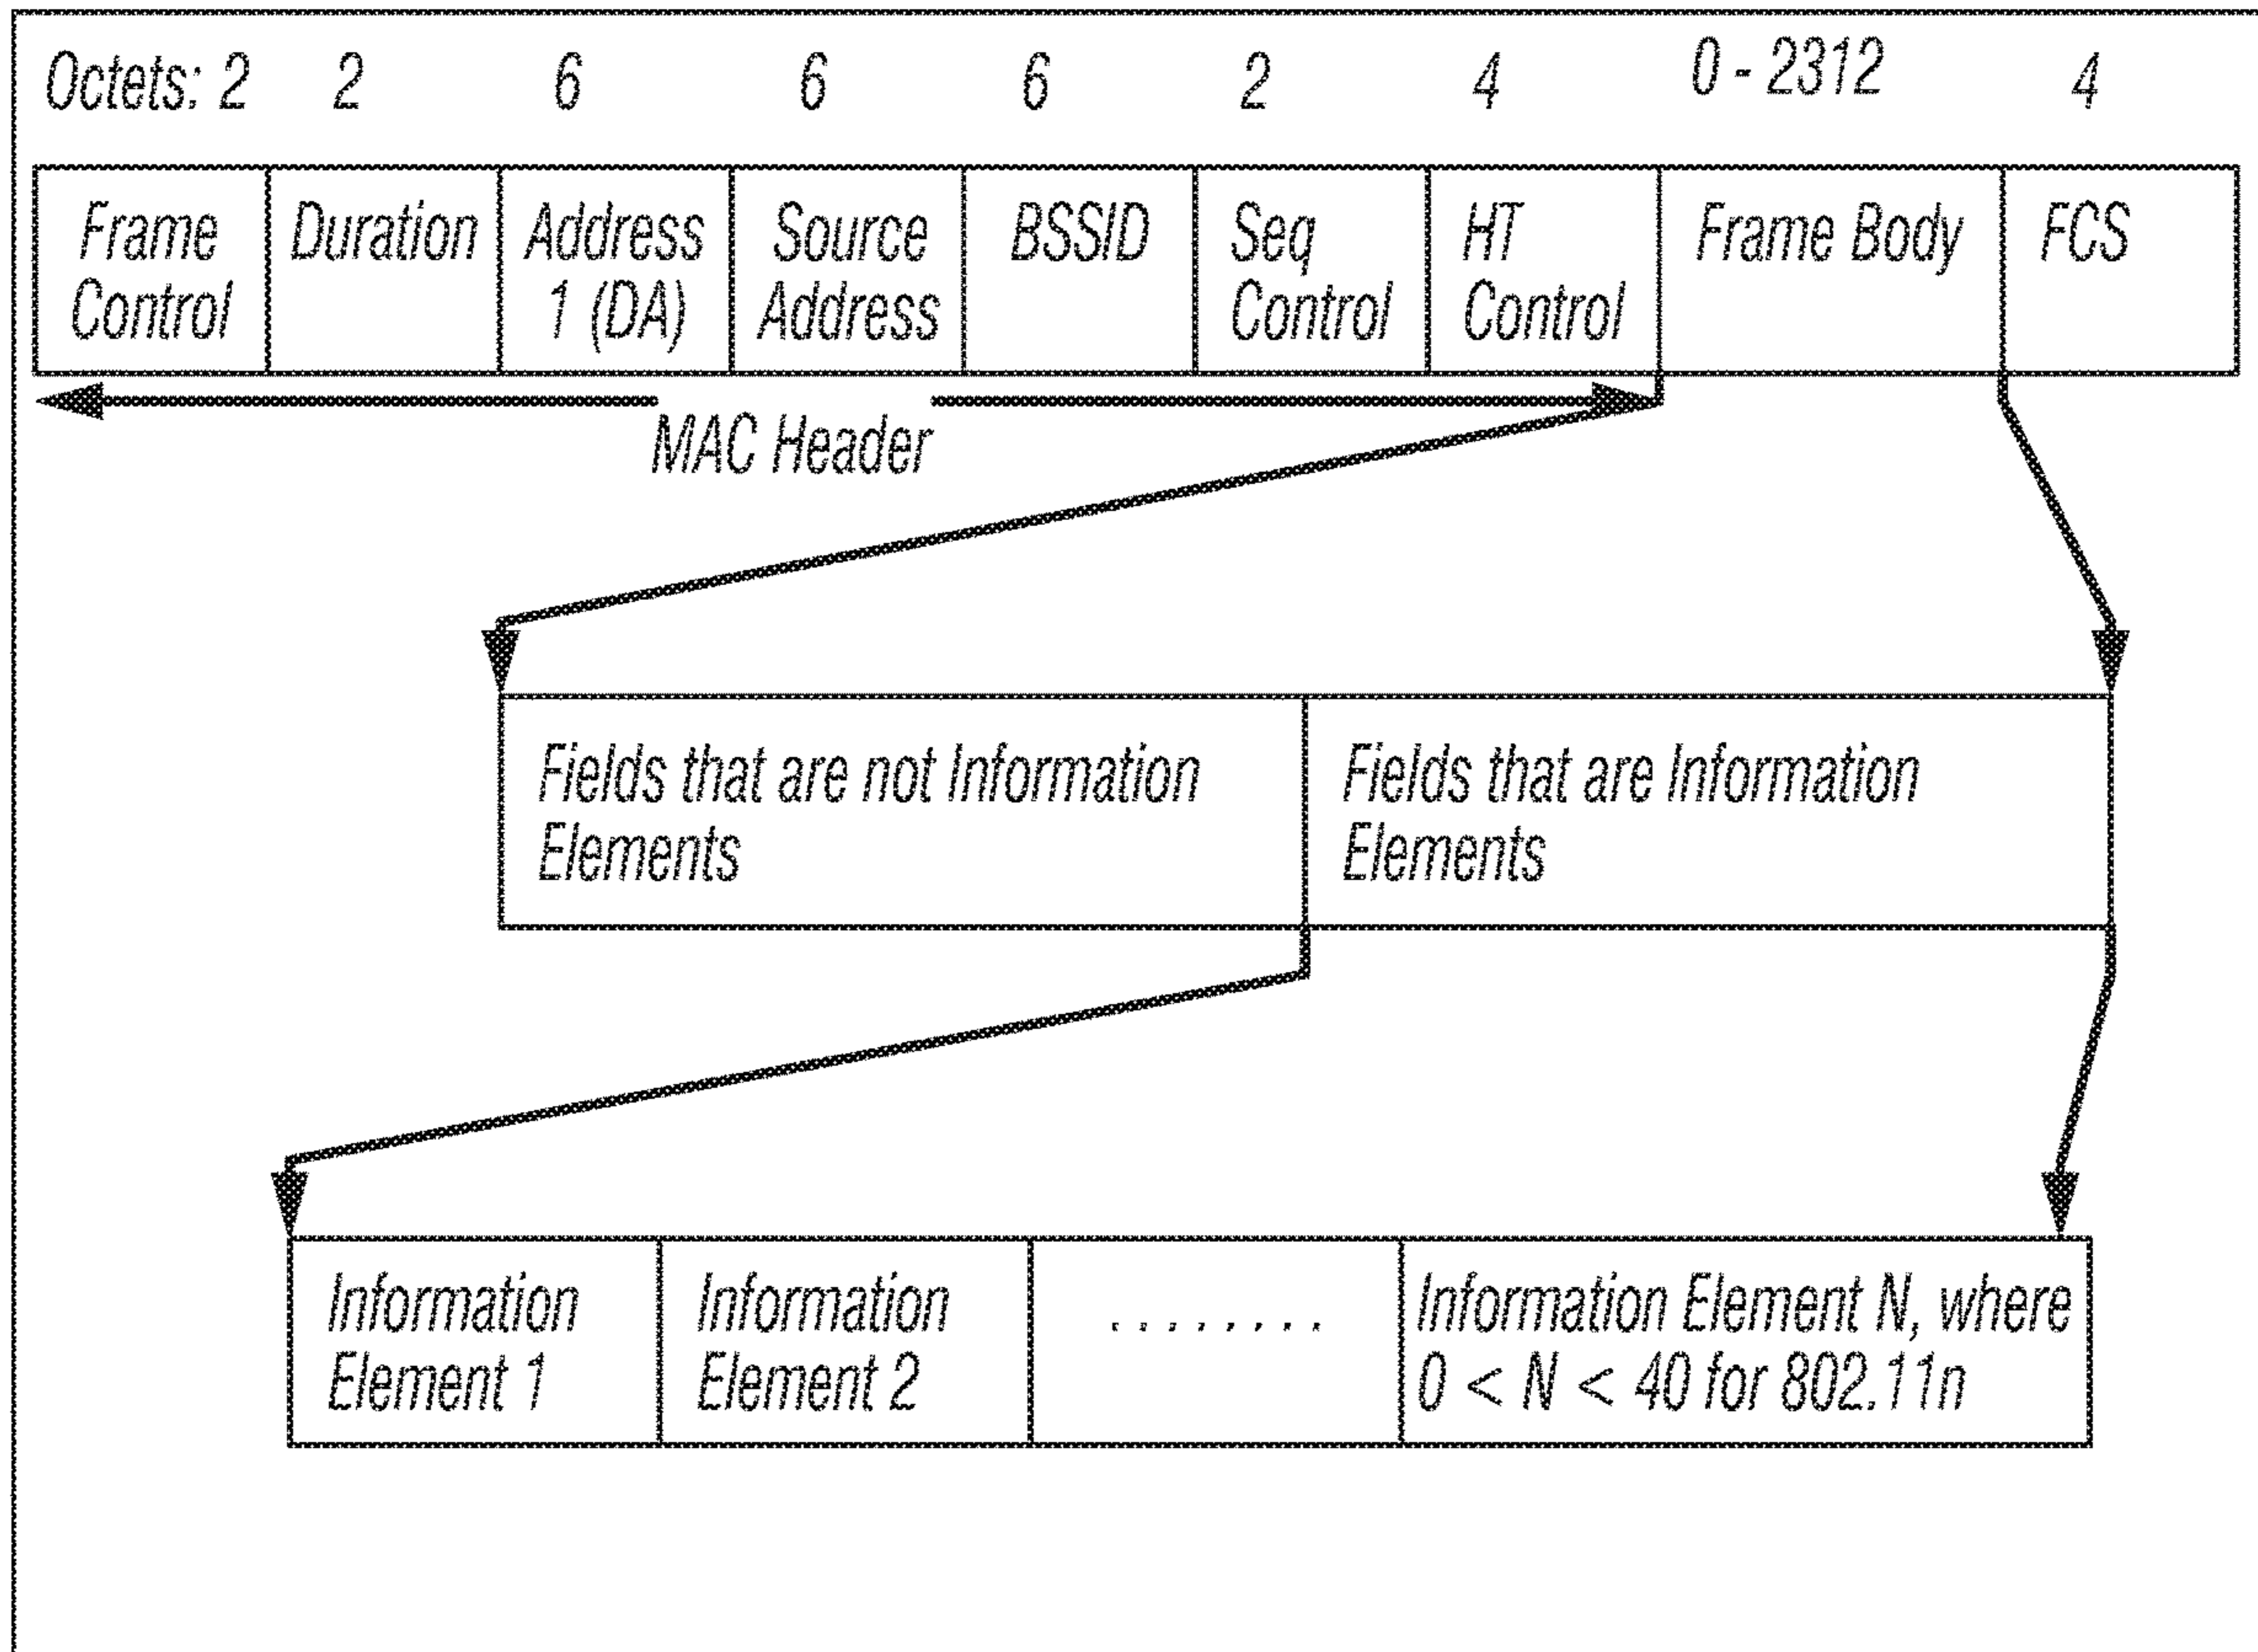 Octets: 2 2 6 6 6 2 4 0 - 2312 4
Frame Control
Duration
Address 1 (DA)
Source Address
BSSID
Seq Control
HT Control
Frame Body
FCS
MAC Header
Fields that are not Information
Elements
Fields that are Information
Elements
Information
Element 1
Information
Element 2
........
Information Element N, where
0 < N < 40 for 802.11n